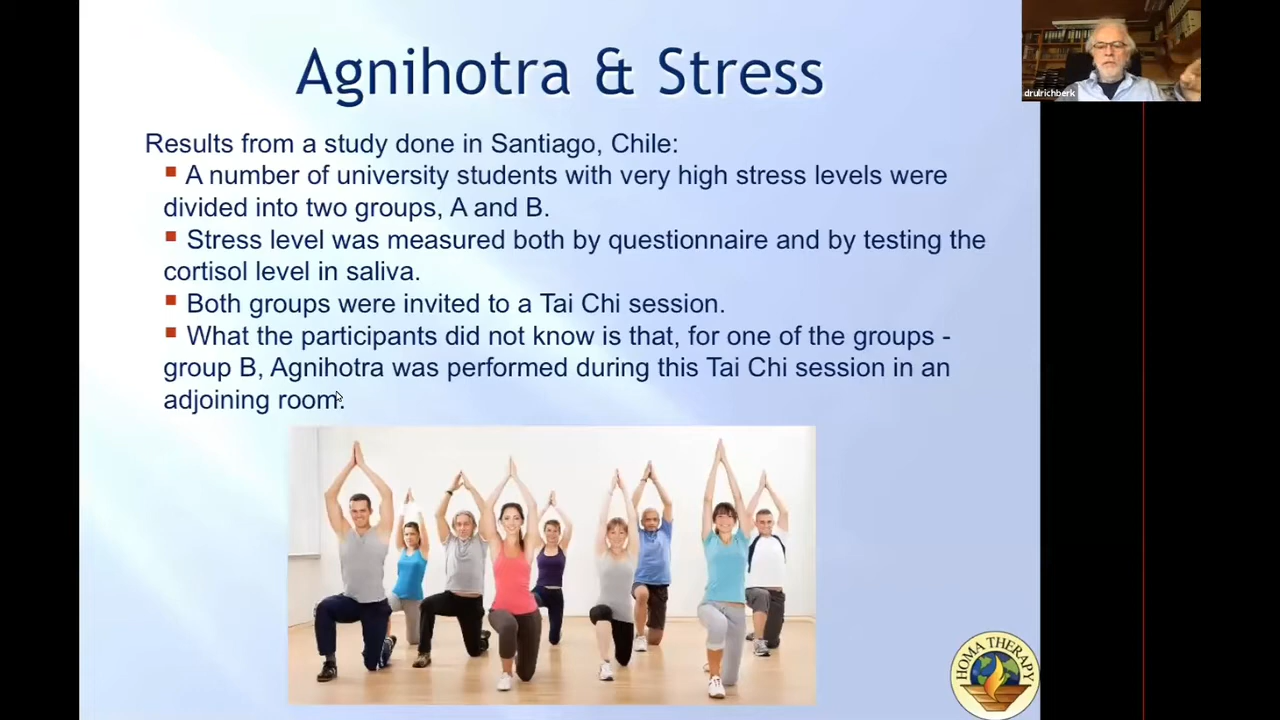 Agnihotra & Stress
drulrichberk
Results from a study done in Santiago, Chile:
▪ A number of university students with very high stress levels were
divided into two groups, A and B.
▪ Stress level was measured both by questionnaire and by testing the
cortisol level in saliva.
▪ Both groups were invited to a Tai Chi session.
▪ What the participants did not know is that, for one of the groups -
group B, Agnihotra was performed during this Tai Chi session in an
adjoining room.
HOMA THERAPY